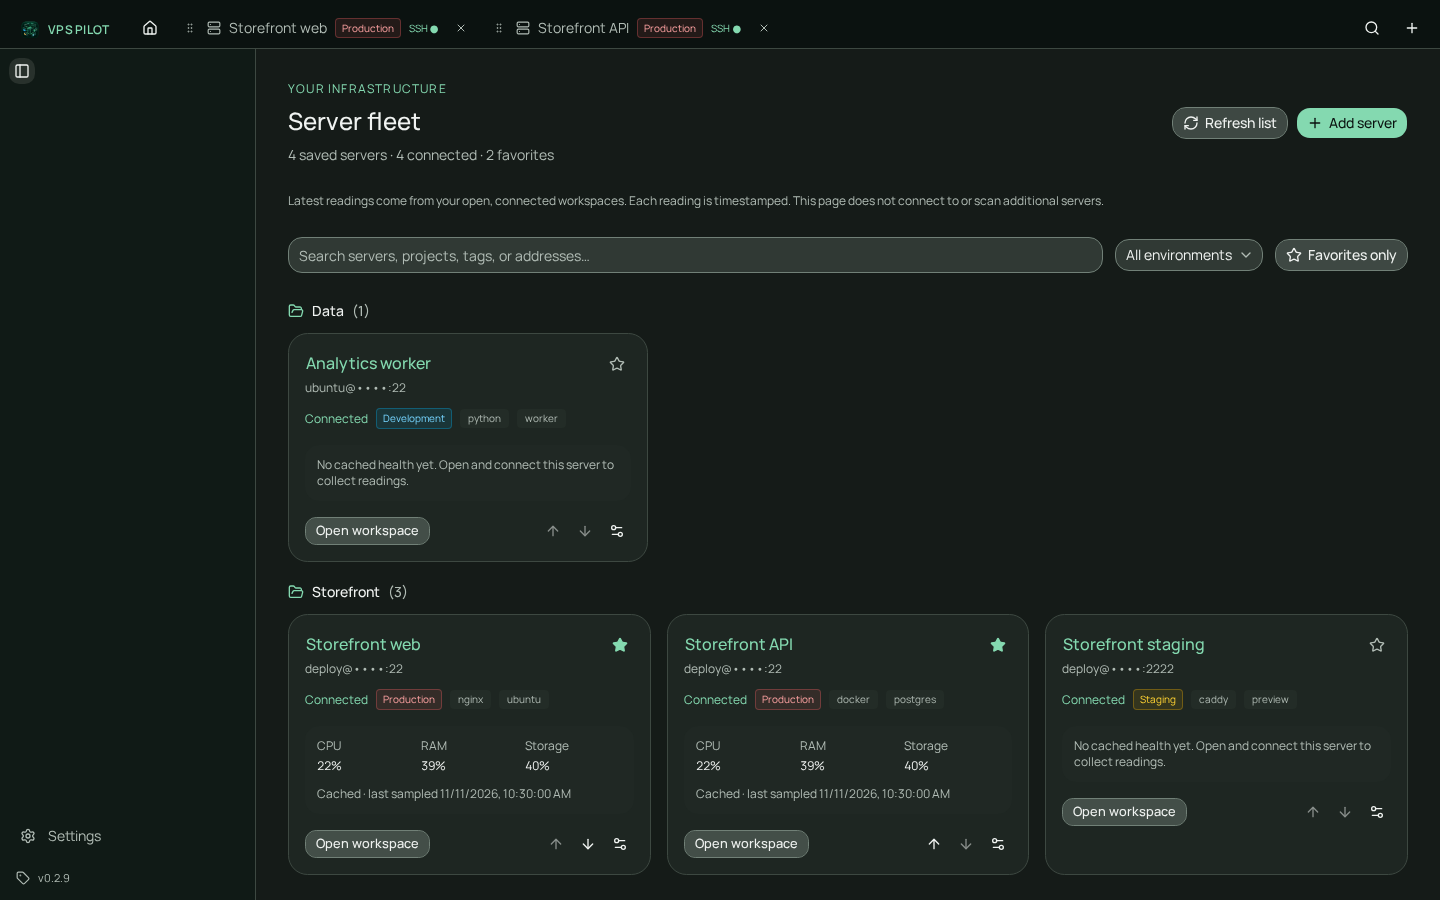 VPS PILOT
Storefront web Production SSH
Storefront API Production SSH
YOUR INFRASTRUCTURE
Server fleet
4 saved servers · 4 connected · 2 favorites
Refresh list
Add server
Latest readings come from your open, connected workspaces. Each reading is timestamped. This page does not connect to or scan additional servers.
Search servers, projects, tags, or addresses...
All environments
Favorites only
Data (1)
Analytics worker
ubuntu@••••:22
Connected Development python worker
No cached health yet. Open and connect this server to
collect readings.
Open workspace
Storefront (3)
Storefront web
deploy@••••:22
Connected Production nginx ubuntu
CPU RAM Storage
22% 39% 40%
Cached · last sampled 11/11/2026, 10:30:00 AM
Open workspace
Storefront API
deploy@••••:22
Connected Production docker postgres
CPU RAM Storage
22% 39% 40%
Cached · last sampled 11/11/2026, 10:30:00 AM
Open workspace
Storefront staging
deploy@••••:2222
Connected Staging caddy preview
No cached health yet. Open and connect this server to
collect readings.
Open workspace
Settings
v0.2.9